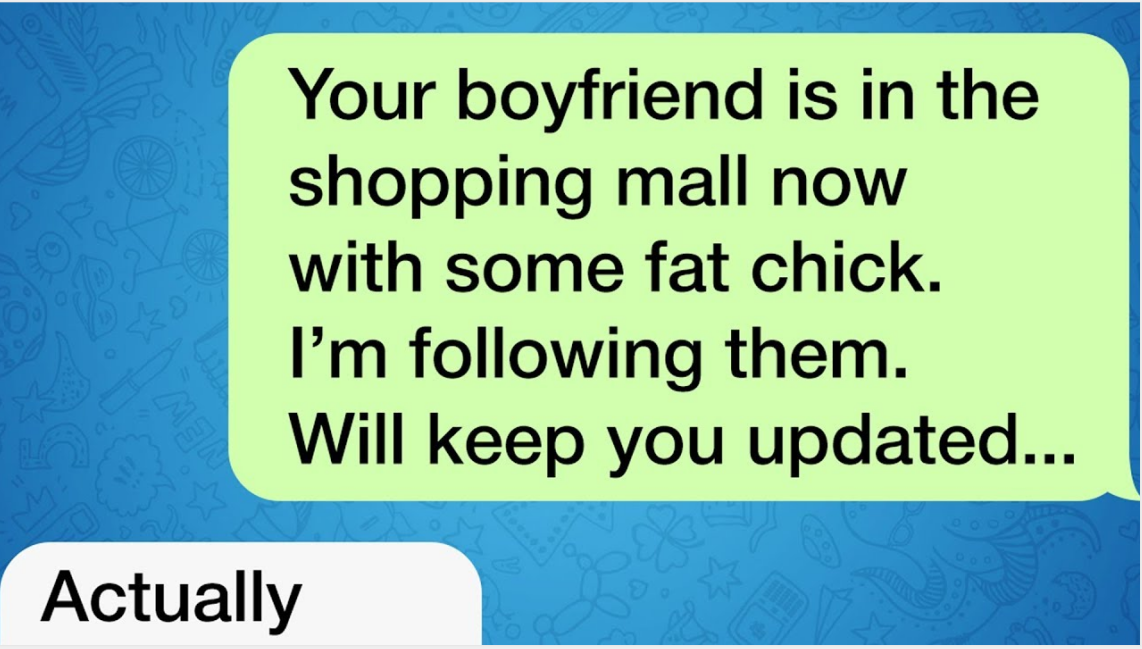 Your boyfriend is in the
shopping mall now
with some fat chick.
I’m following them.
Will keep you updated...
Actually